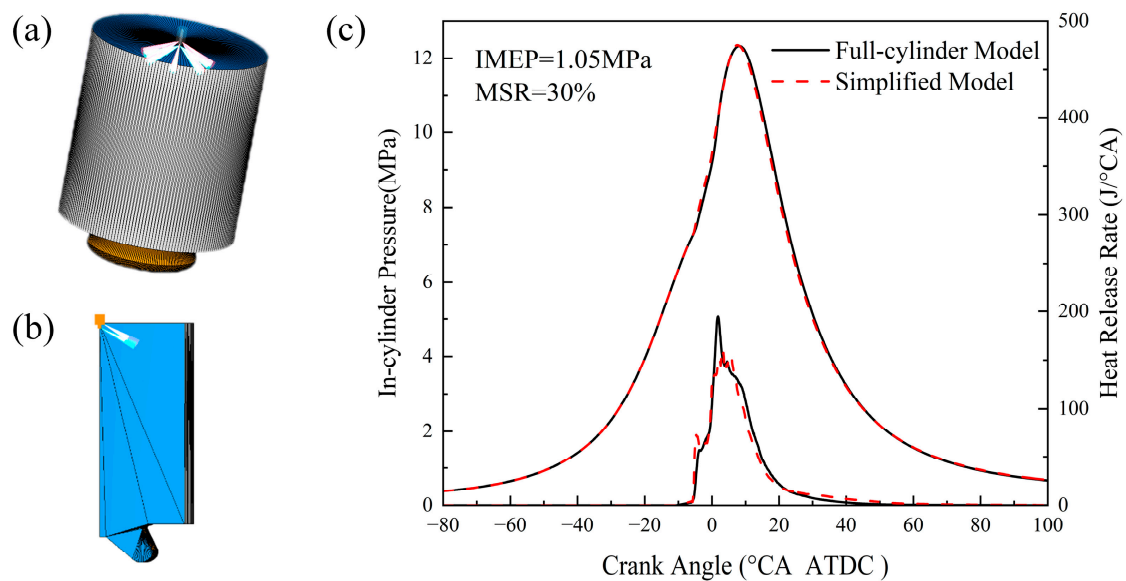 (a)
(b)
(c)
IMEP=1.05MPa
MSR=30%
Full-cylinder Model
Simplified Model
In-cylinder Pressure(MPa)
12
10
8
6
4
2
0
Heat Release Rate (J/°CA)
500
400
300
200
100
0
−80 −60 −40 −20 0 20 40 60 80 100
Crank Angle (°CA ATDC )